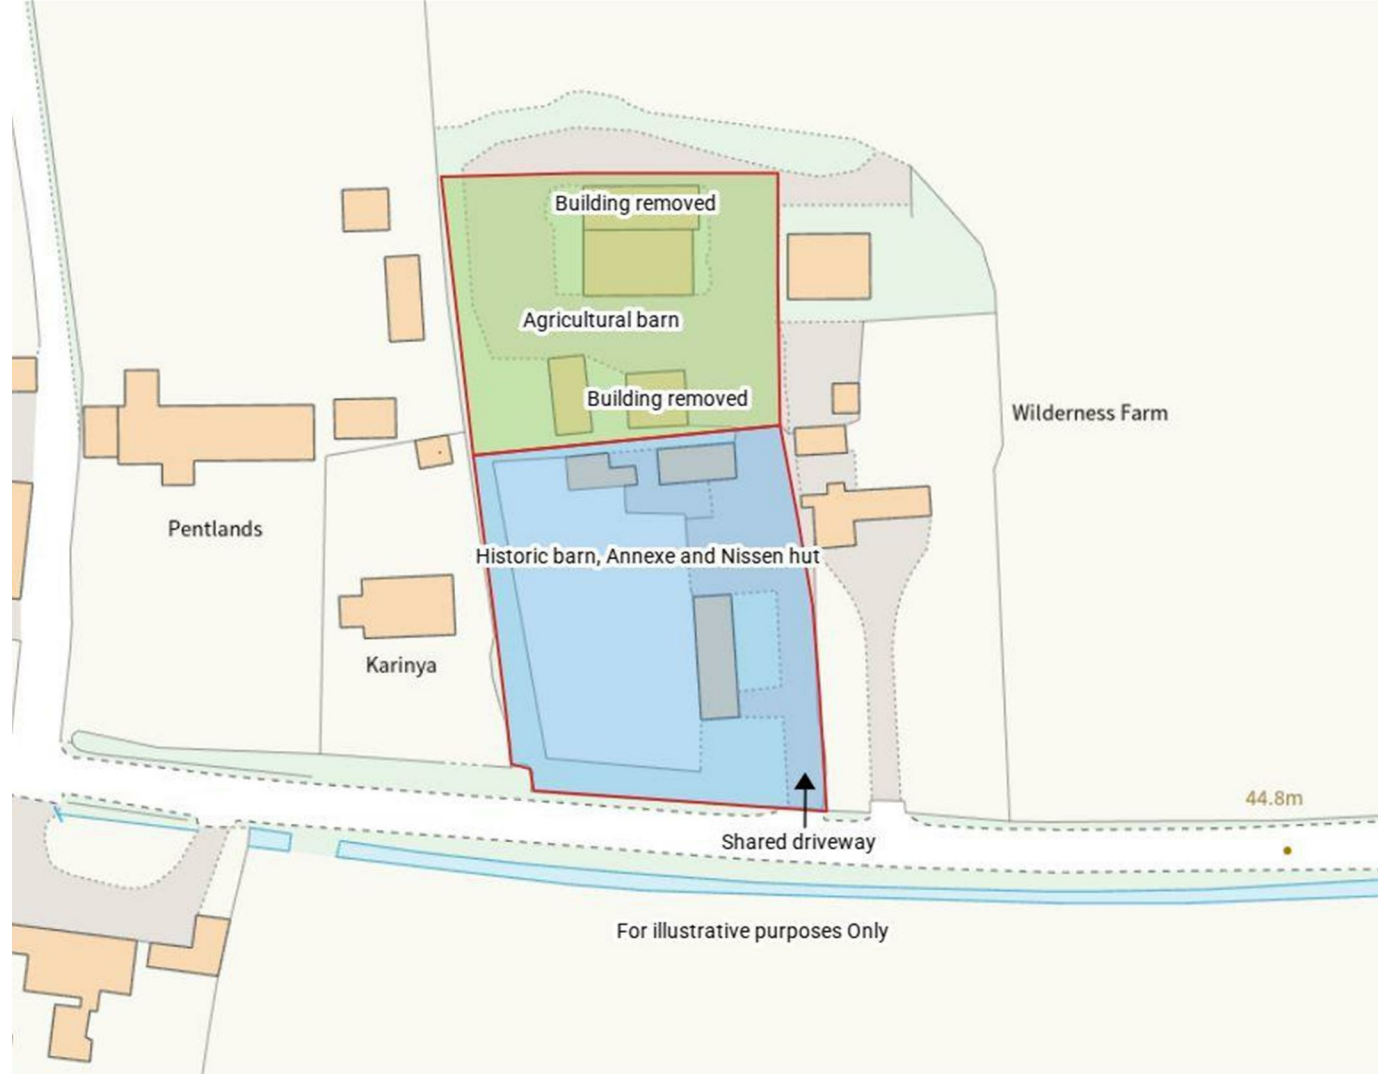 Building removed
Agricultural barn
Building removed
Wilderness Farm
Pentlands
Historic barn, Annexe and Nissen hut
Karinya
44.8m
Shared driveway
For illustrative purposes Only